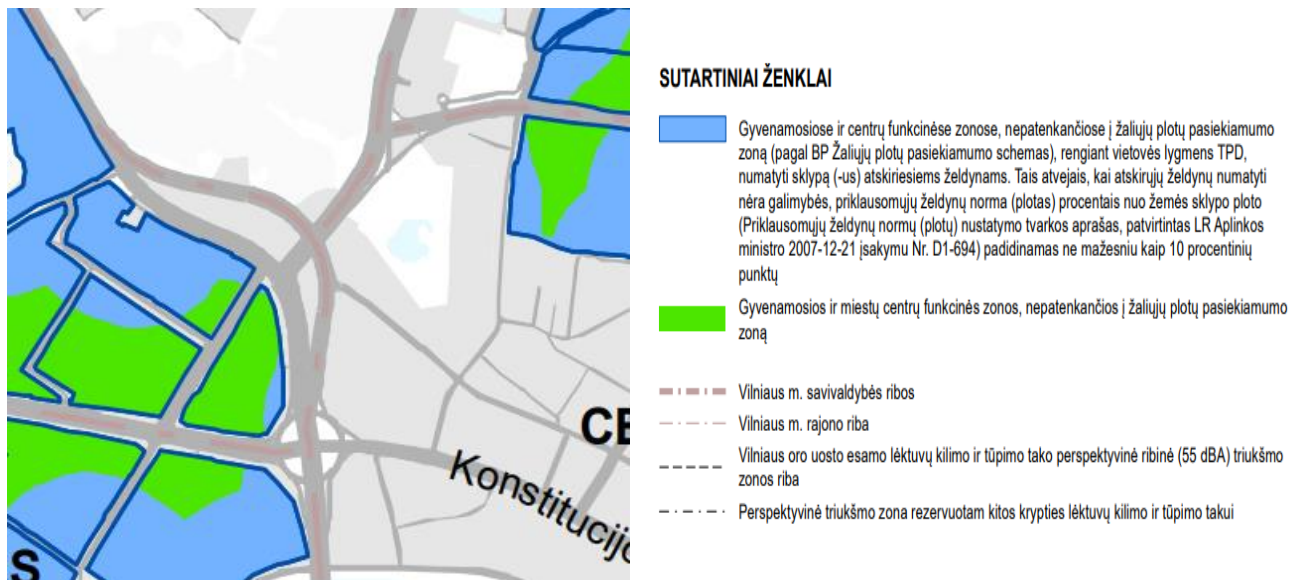 CE
Konstitucijo
S
SUTARTINIAI ŽENKLAI
Gyvenamosiose ir centrų funkcinėse zonose, nepatenkančiose į žaliųjų plotų pasiekiamumo
zoną (pagal BP Žaliųjų plotų pasiekiamumo schemas), rengiant vietovės lygmens TPD,
numatyti sklypą (-us) atskiriesiems želdynams. Tais atvejais, kai atskirųjų želdynų numatyti
nėra galimybės, priklausomųjų želdynų norma (plotas) procentais nuo žemės sklypo ploto
(Priklausomųjų želdynų normų (plotų) nustatymo tvarkos aprašas, patvirtintas LR Aplinkos
ministro 2007-12-21 įsakymu Nr. D1-694) padidinamas ne mažesniu kaip 10 procentinių
punktų
Gyvenamosios ir miestų centrų funkcinės zonos, nepatenkančios į žaliųjų plotų pasiekiamumo
zoną
Vilniaus m. savivaldybės ribos
Vilniaus m. rajono riba
Vilniaus oro uosto esamo lėktuvų kilimo ir tūpimo tako perspektyvinė ribinė (55 dBA) triukšmo
zonos riba
Perspektyvinė triukšmo zona rezervuotam kitos krypties lėktuvų kilimo ir tūpimo takui